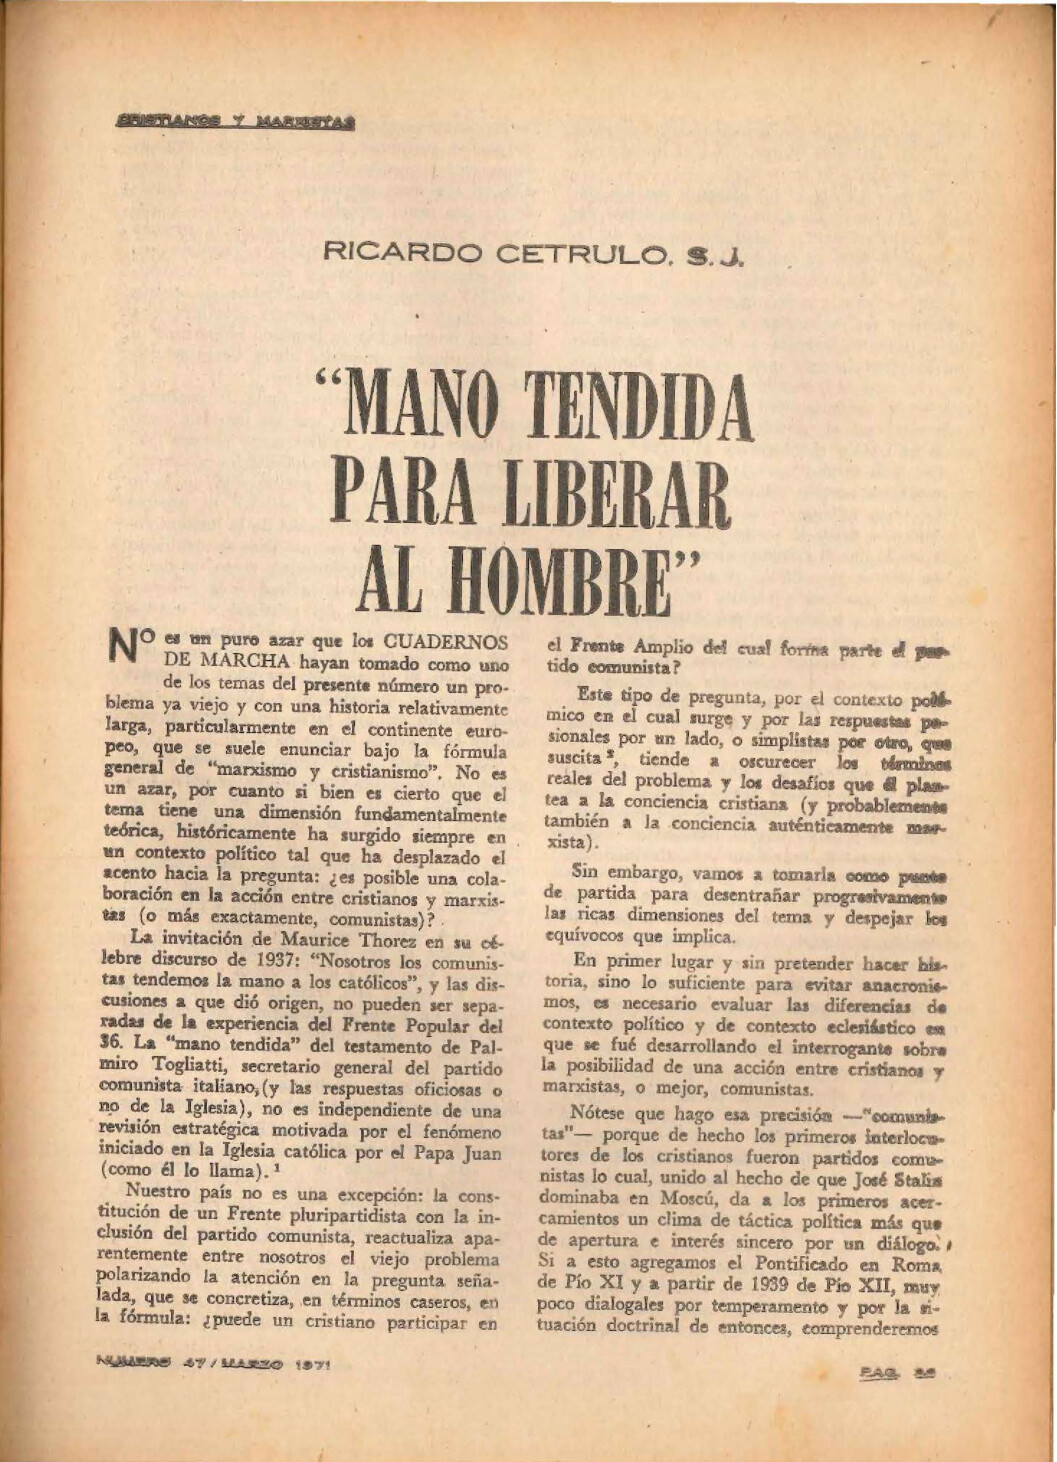 CRISTIANOS Y MARXISTAS
RICARDO CETRULO, S.J.
“MANO TENDIDA
PARA LIBERAR
AL HOMBRE”
NO es un puro azar que los CUADERNOS
DE MARCHA hayan tomado como uno
de los temas del presente número un pro-
blema ya viejo y con una historia relativamente
larga, particularmente en el continente euro-
peo, que se suele enunciar bajo la fórmula
general de “marxismo y cristianismo”. No es
un azar, por cuanto si bien es cierto que el
tema tiene una dimensión fundamentalmente
teórica, históricamente ha surgido siempre en
un contexto político tal que ha desplazado el
acento hacia la pregunta: ¿es posible una cola-
boración en la acción entre cristianos y marxis-
tas (o más exactamente, comunistas)?
La invitación de Maurice Thorez en su cé-
lebre discurso de 1937: “Nosotros los comunis-
tas tendemos la mano a los católicos”, y las dis-
cusiones a que dió origen, no pueden ser sepa-
radas de la experiencia del Frente Popular del
36. La “mano tendida” del testamento de Pal-
miro Togliatti, secretario general del partido
comunista italiano, (y las respuestas oficiosas o
no de la Iglesia), no es independiente de una
revisión estratégica motivada por el fenómeno
iniciado en la Iglesia católica por el Papa Juan
(como él lo llama). 1
Nuestro país no es una excepción: la cons-
titución de un Frente pluripartidista con la in-
clusión del partido comunista, reactualiza apa-
rentemente entre nosotros el viejo problema
polarizando la atención en la pregunta seña-
lada, que se concretiza, en términos caseros, en
la fórmula: ¿puede un cristiano participar en
el Frente Amplio del cual forma parte el par-
tido comunista?
Este tipo de pregunta, por el contexto polé-
mico en el cual surge y por las respuestas pa-
sionales por un lado, o simplistas por otro, que
suscita 2, tiende a oscurecer los términos
reales del problema y los desafíos que él plan-
tea a la conciencia cristiana (y probablemente
también a la conciencia auténticamente mar-
xista).
Sin embargo, vamos a tomarla como punto
de partida para desentrañar progresivamente
las ricas dimensiones del tema y despejar los
equívocos que implica.
En primer lugar y sin pretender hacer his-
toria, sino lo suficiente para evitar anacronis-
mos, es necesario evaluar las diferencias de
contexto político y de contexto eclesiástico en
que se fué desarrollando el interrogante sobre
la posibilidad de una acción entre cristianos y
marxistas, o mejor, comunistas.
Nótese que hago esa precisión —“comunis-
tas”— porque de hecho los primeros interlocu-
tores de los cristianos fueron partidos comu-
nistas lo cual, unido al hecho de que José Stalin
dominaba en Moscú, da a los primeros acer-
camientos un clima de táctica política más que
de apertura e interés sincero por un diálogo.
Si a esto agregamos el Pontificado en Roma
de Pío XI y a partir de 1939 de Pío XII, muy
poco dialogales por temperamento y por la si-
tuación doctrinal de entonces, comprenderemos
NUMERO 47 / MARZO 1971
PAG.